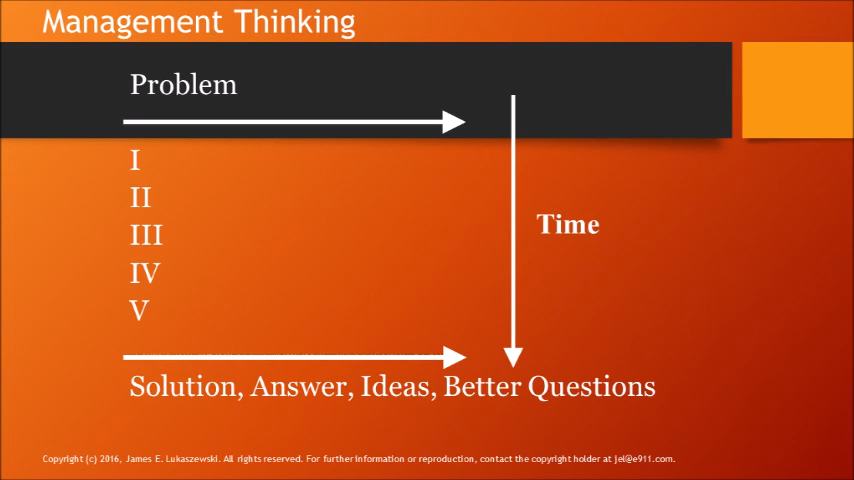 Management Thinking
Problem
I
II
III
IV
V
Time
Solution, Answer, Ideas, Better Questions
Copyright (c) 2016, James E. Lukaszewski. All rights reserved. For further information or reproduction, contact the copyright holder at jel@e911.com.